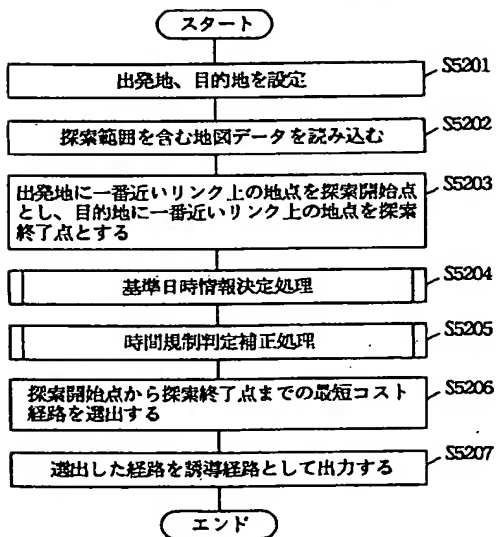 スタート
出発地、目的地を設定
S5201
探索範囲を含む地図データを読み込む
S5202
出発地に一番近いリンク上の地点を探索開始点
とし、目的地に一番近いリンク上の地点を探索
終了点とする
S5203
基準日時情報決定処理
S5204
時間規制判定補正処理
S5205
探索開始点から探索終了点までの最短コスト
経路を選出する
S5206
選出した経路を誘導経路として出力する
S5207
エンド